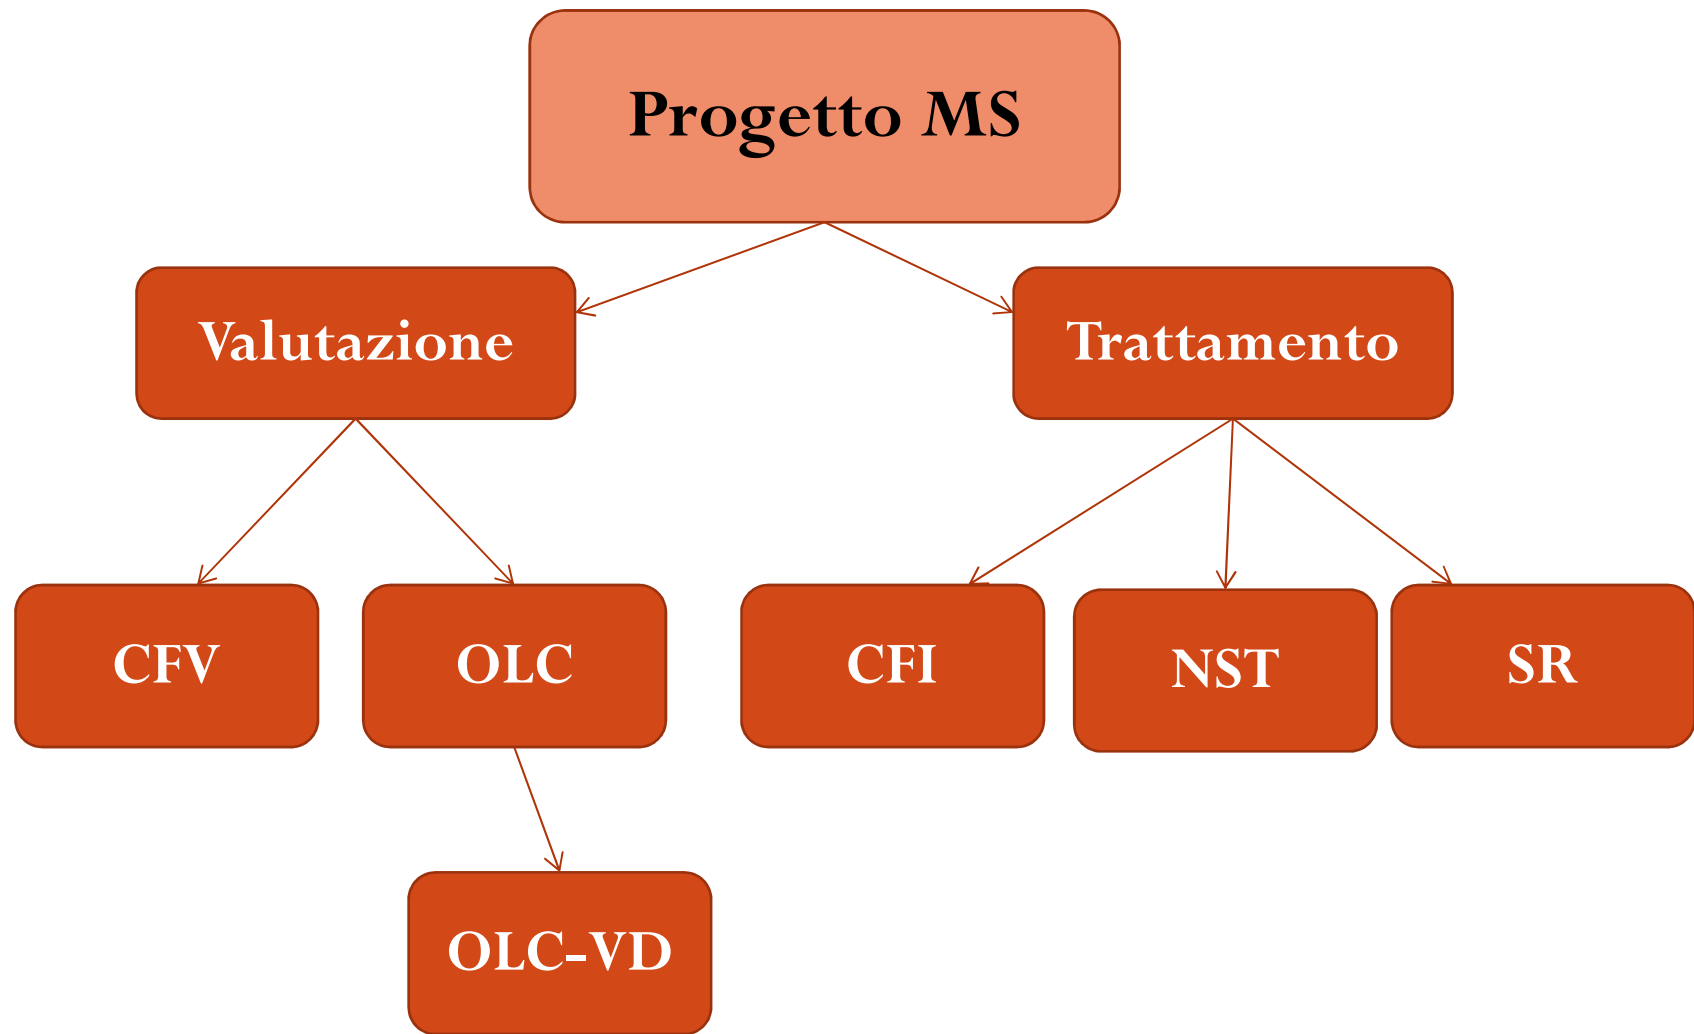 Progetto MS
Valutazione
Trattamento
CFV
OLC
CFI
NST
SR
OLC-VD